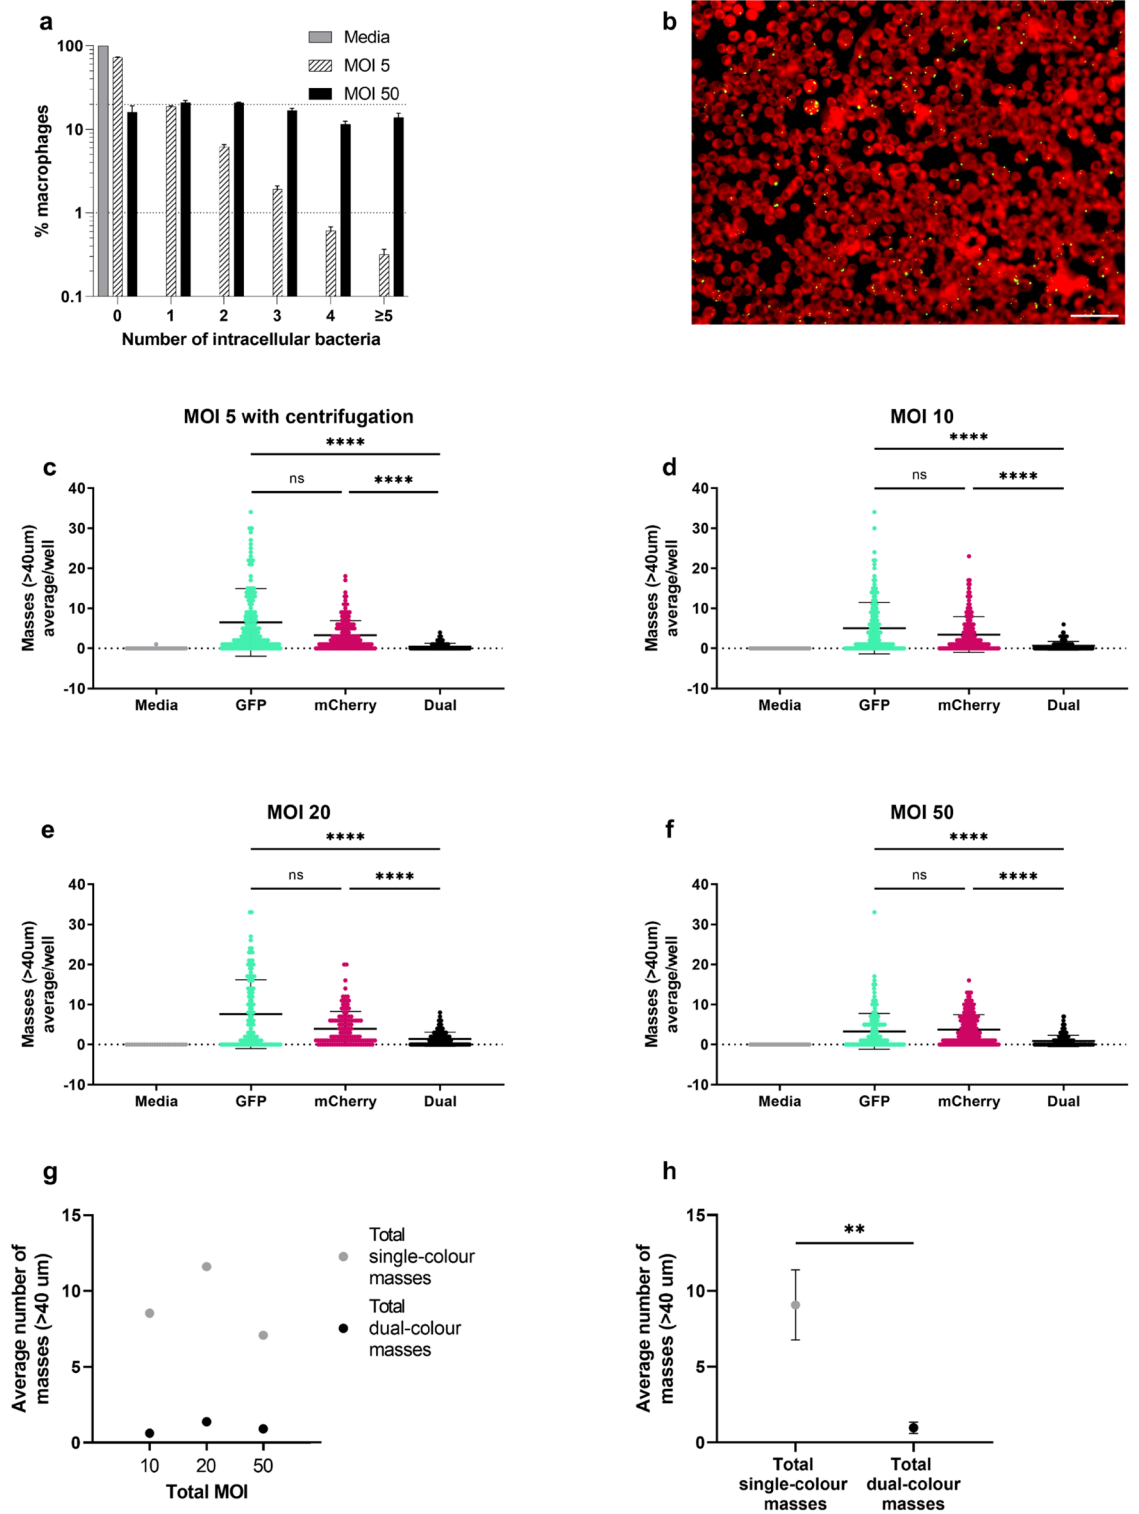 a
Media
MOI 5
MOI 50
100
10
1
0.1
% macrophages
0 1 2 3 4 ≥5
Number of intracellular bacteria
b
MOI 5 with centrifugation
c
****
ns
****
40
30
20
10
0
-10
Masses (>40um)
average/well
Media GFP mCherry Dual
MOI 10
d
****
ns
****
40
30
20
10
0
-10
Masses (>40um)
average/well
Media GFP mCherry Dual
MOI 20
e
****
ns
****
40
30
20
10
0
-10
Masses (>40um)
average/well
Media GFP mCherry Dual
MOI 50
f
****
ns
****
40
30
20
10
0
-10
Masses (>40um)
average/well
Media GFP mCherry Dual
g
15
10
5
0
Average number of
masses (>40 um)
10 20 50
Total MOI
Total
single-colour
masses
Total
dual-colour
masses
h
**
15
10
5
0
Average number of
masses (>40 um)
Total
single-colour
masses
Total
dual-colour
masses